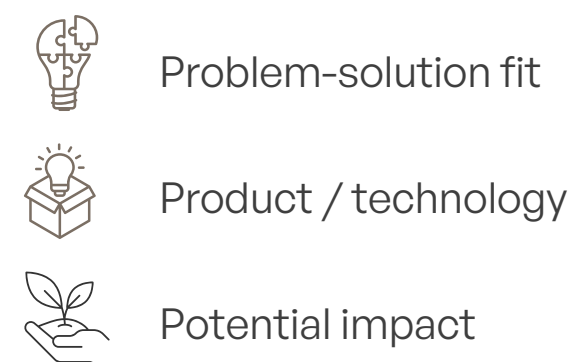 Problem-solution fit
Product / technology
Potential impact